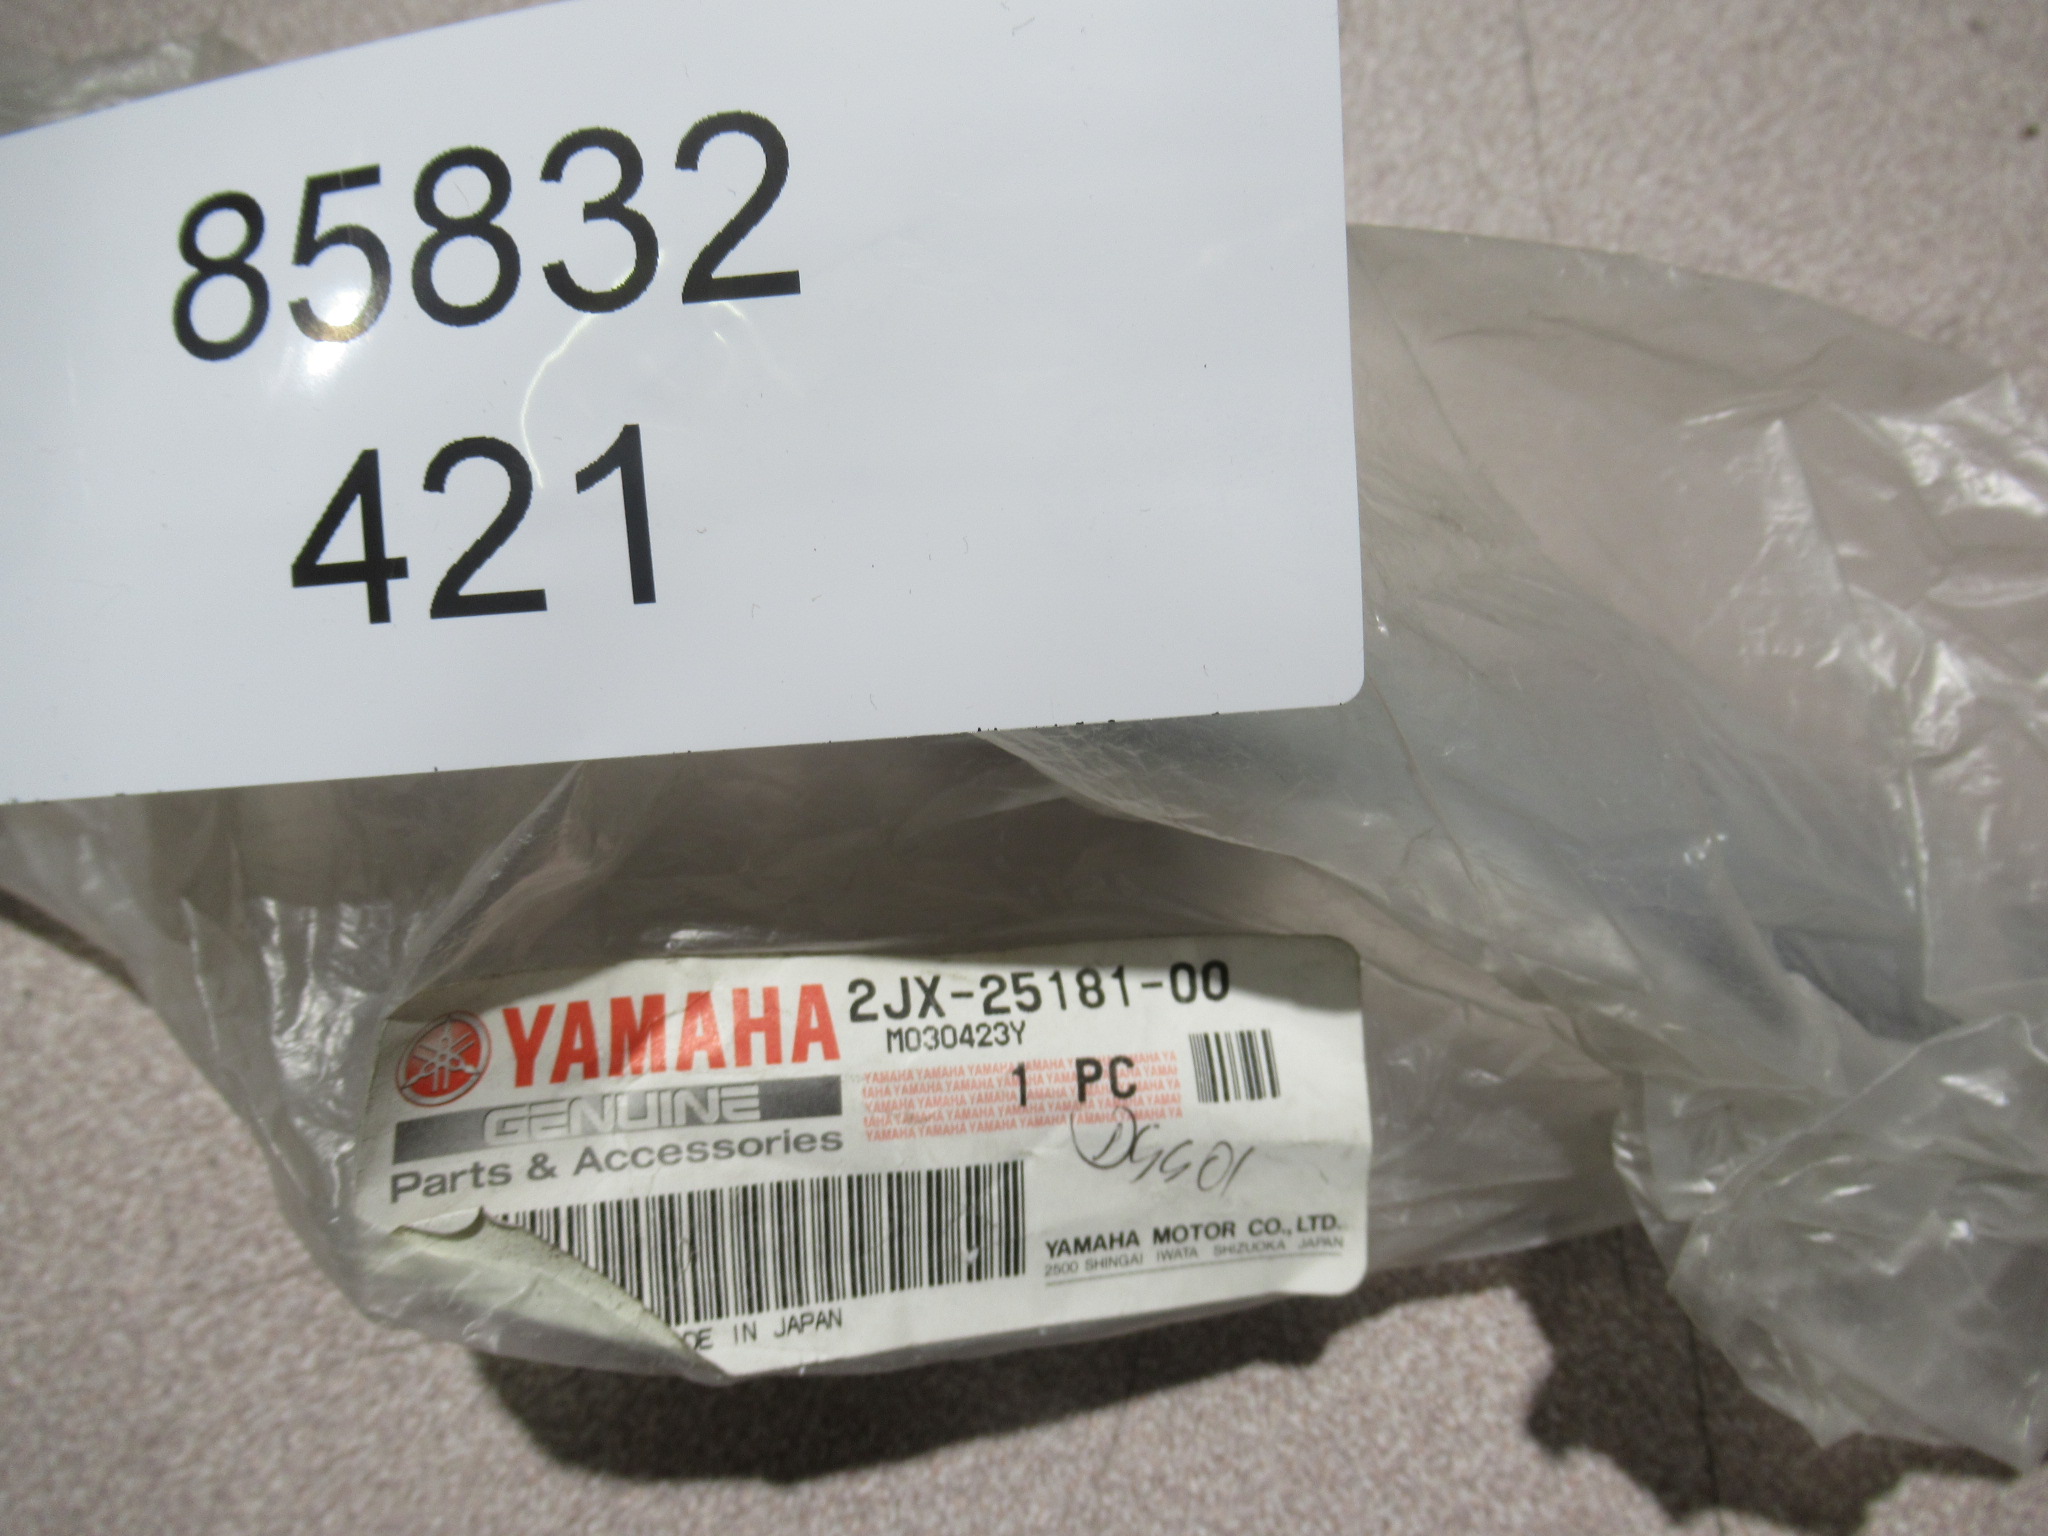 85832
421
YAMAHA 2JX-25181-00
M030423Y
GENUINE
1 PC
Parts & Accessories
YAMAHA MOTOR CO., LTD.
2500 SHINGAI IWATA SHIZUOKA JAPAN
IN JAPAN